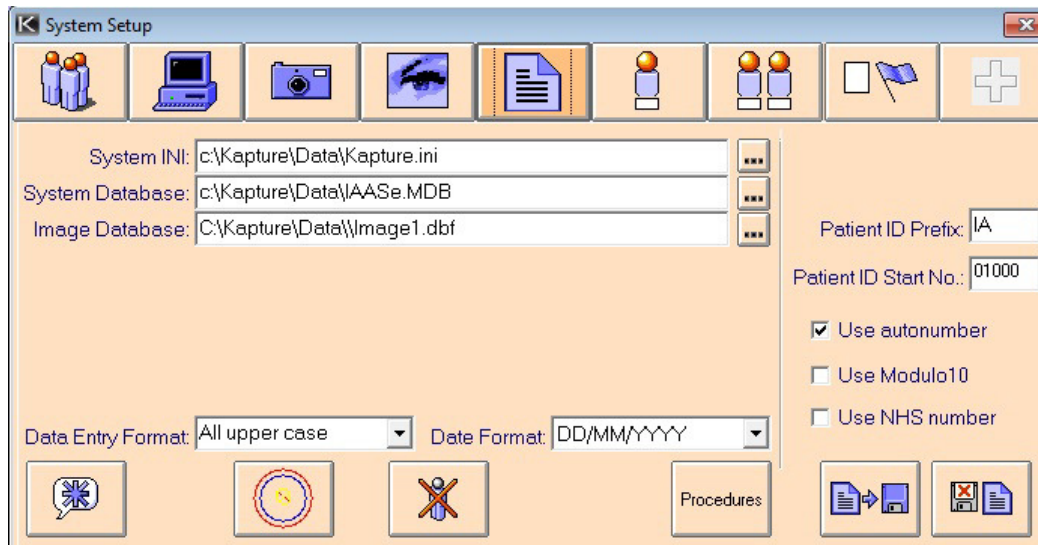 System Setup
System INI: c:\Kapture\Data\Kapture.ini
System Database: c:\Kapture\Data\IAASe.MDB
Image Database: C:\Kapture\Data\\Image1.dbf
Patient ID Prefix: IA
Patient ID Start No.: 01000
Use autonumber
Use Modulo10
Use NHS number
Data Entry Format: All upper case
Date Format: DD/MM/YYYY
Procedures